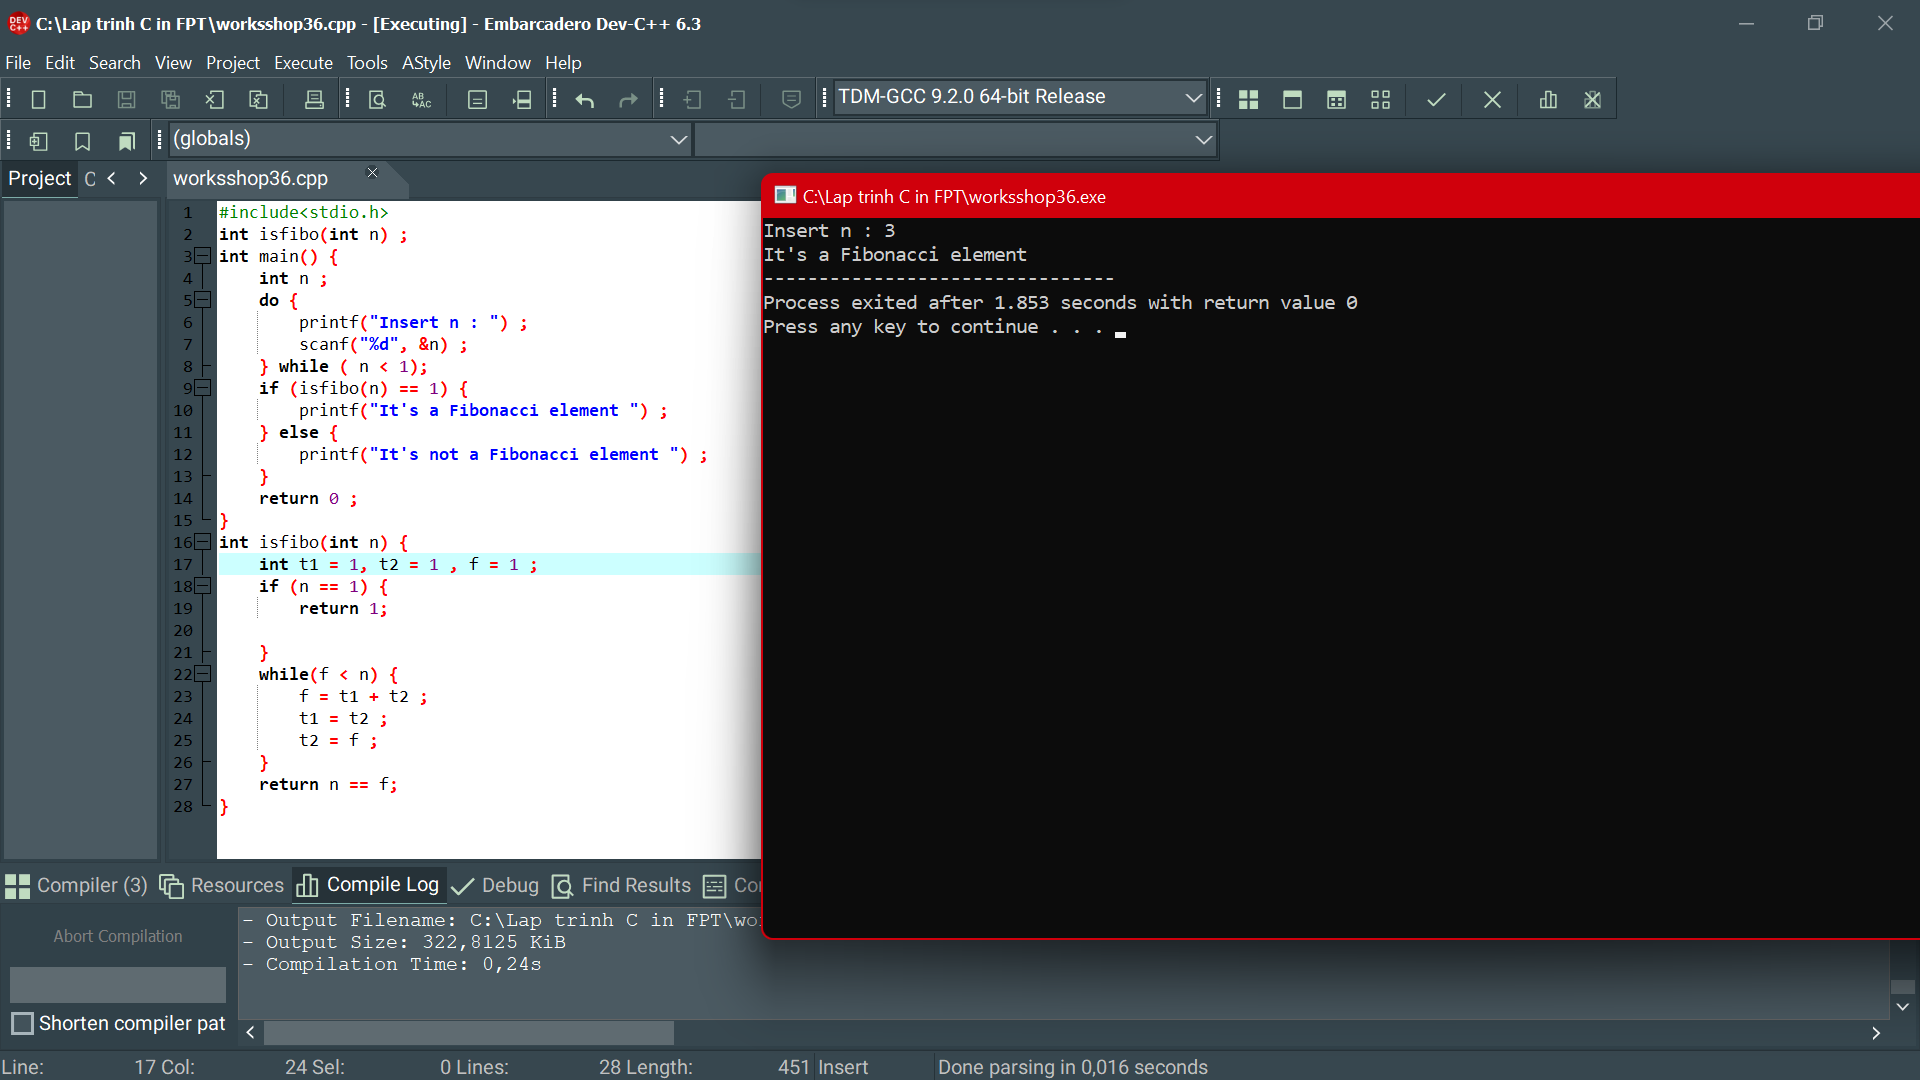 C:\Lap trinh C in FPT\worksshop36.cpp - [Executing] - Embarcadero Dev-C++ 6.3
File Edit Search View Project Execute Tools AStyle Window Help
TDM-GCC 9.2.0 64-bit Release
(globals)
Project
worksshop36.cpp
1 #include<stdio.h>
2 int isfibo(int n) ;
3 int main() {
4 int n ;
5 do {
6 printf("Insert n : ") ;
7 scanf("%d", &n) ;
8 } while ( n < 1);
9 if (isfibo(n) == 1) {
10 printf("It's a Fibonacci element ") ;
11 } else {
12 printf("It's not a Fibonacci element ") ;
13 }
14 return 0 ;
15 }
16 int isfibo(int n) {
17 int t1 = 1, t2 = 1 , f = 1 ;
18 if (n == 1) {
19 return 1;
20
21 }
22 while(f < n) {
23 f = t1 + t2 ;
24 t1 = t2 ;
25 t2 = f ;
26 }
27 return n == f;
28 }
C:\Lap trinh C in FPT\worksshop36.exe
Insert n : 3
It's a Fibonacci element
--------------------------------
Process exited after 1.853 seconds with return value 0
Press any key to continue . . .
Compiler (3) Resources Compile Log Debug Find Results
Abort Compilation
Shorten compiler pat
- Output Filename: C:\Lap trinh C in FPT\wo
- Output Size: 322,8125 KiB
- Compilation Time: 0,24s
Line: 17 Col: 24 Sel: 0 Lines: 28 Length: 451 Insert Done parsing in 0,016 seconds